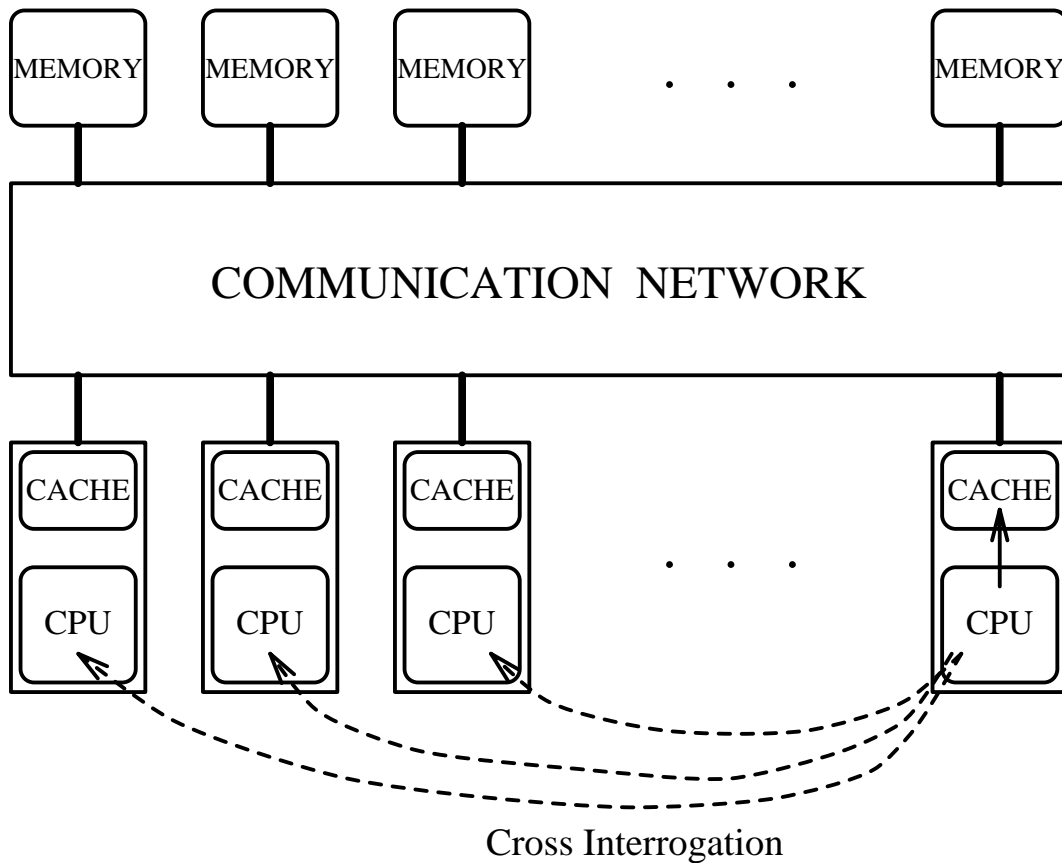 MEMORY MEMORY MEMORY . . . MEMORY
COMMUNICATION NETWORK
CACHE CACHE CACHE CACHE
. . .
CPU CPU CPU CPU
Cross Interrogation